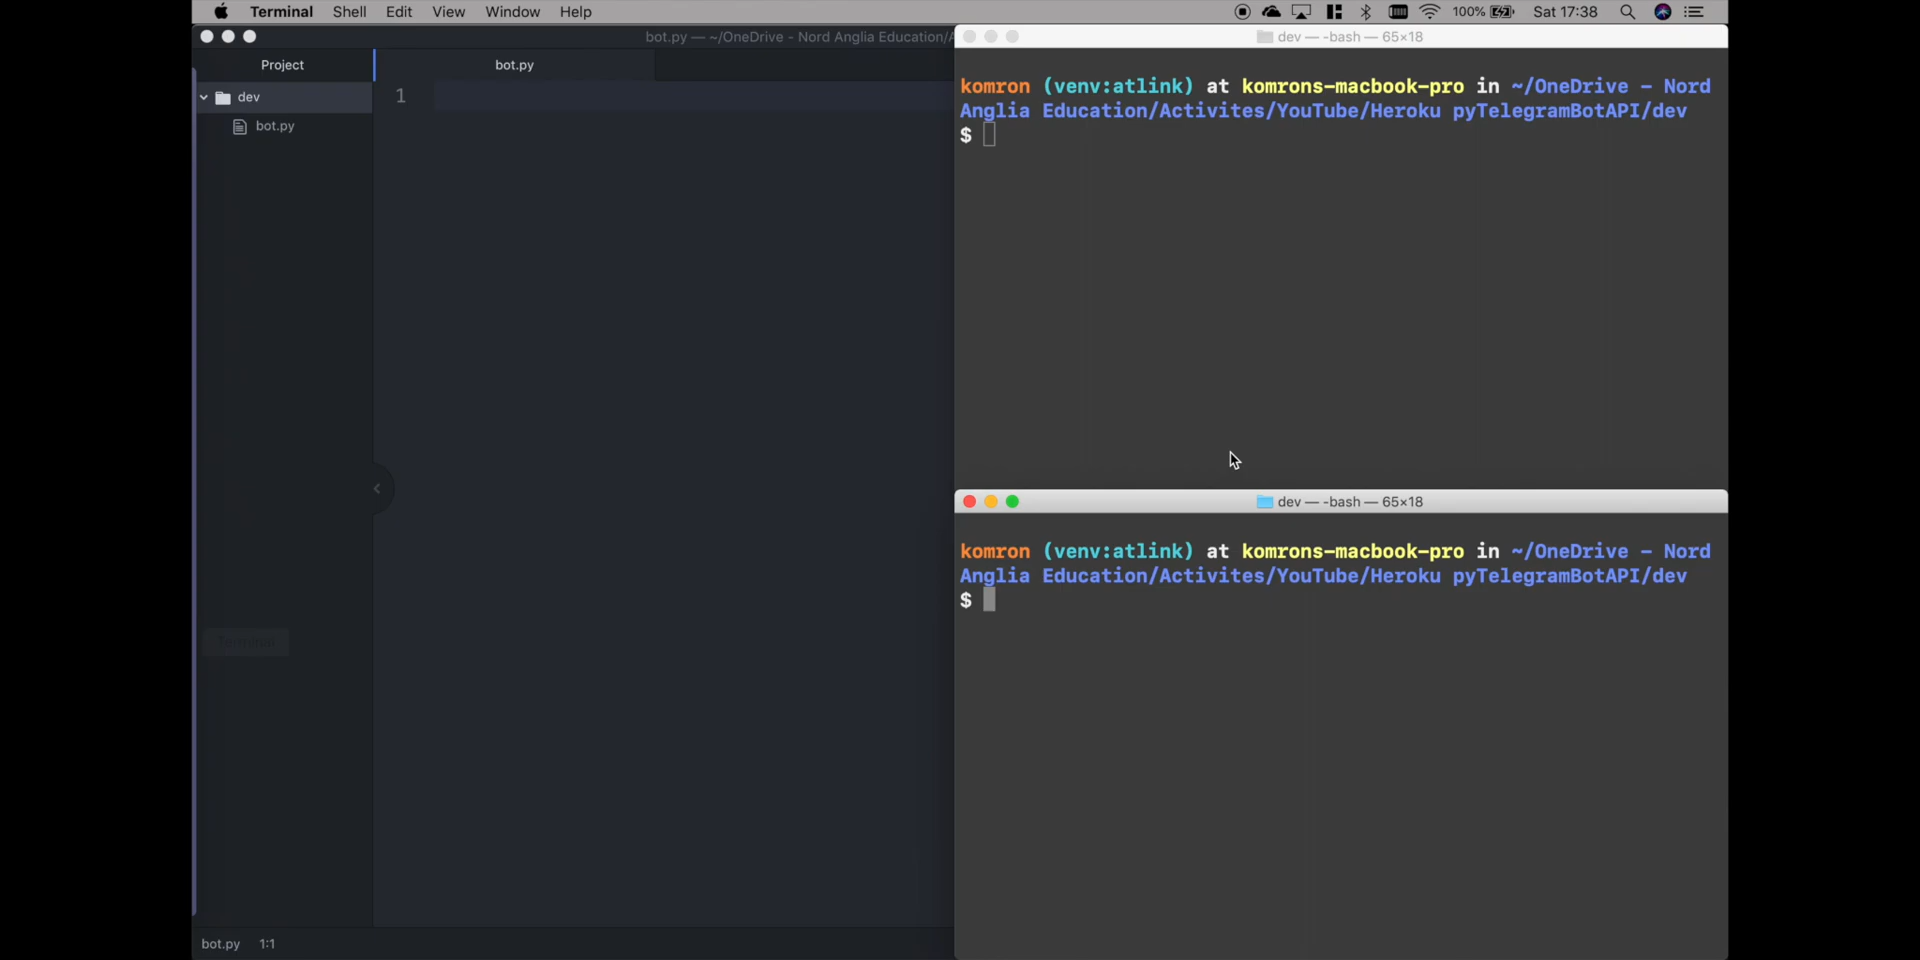 Terminal Shell Edit View Window Help 100% Sat 17:38
bot.py — ~/OneDrive - Nord Anglia Education/A
Project
bot.py
dev
bot.py
1
Terminal
bot.py 1:1
dev — -bash — 65×18
komron (venv:atlink) at komrons-macbook-pro in ~/OneDrive - Nord
Anglia Education/Activites/YouTube/Heroku pyTelegramBotAPI/dev
$
dev — -bash — 65×18
komron (venv:atlink) at komrons-macbook-pro in ~/OneDrive - Nord
Anglia Education/Activites/YouTube/Heroku pyTelegramBotAPI/dev
$